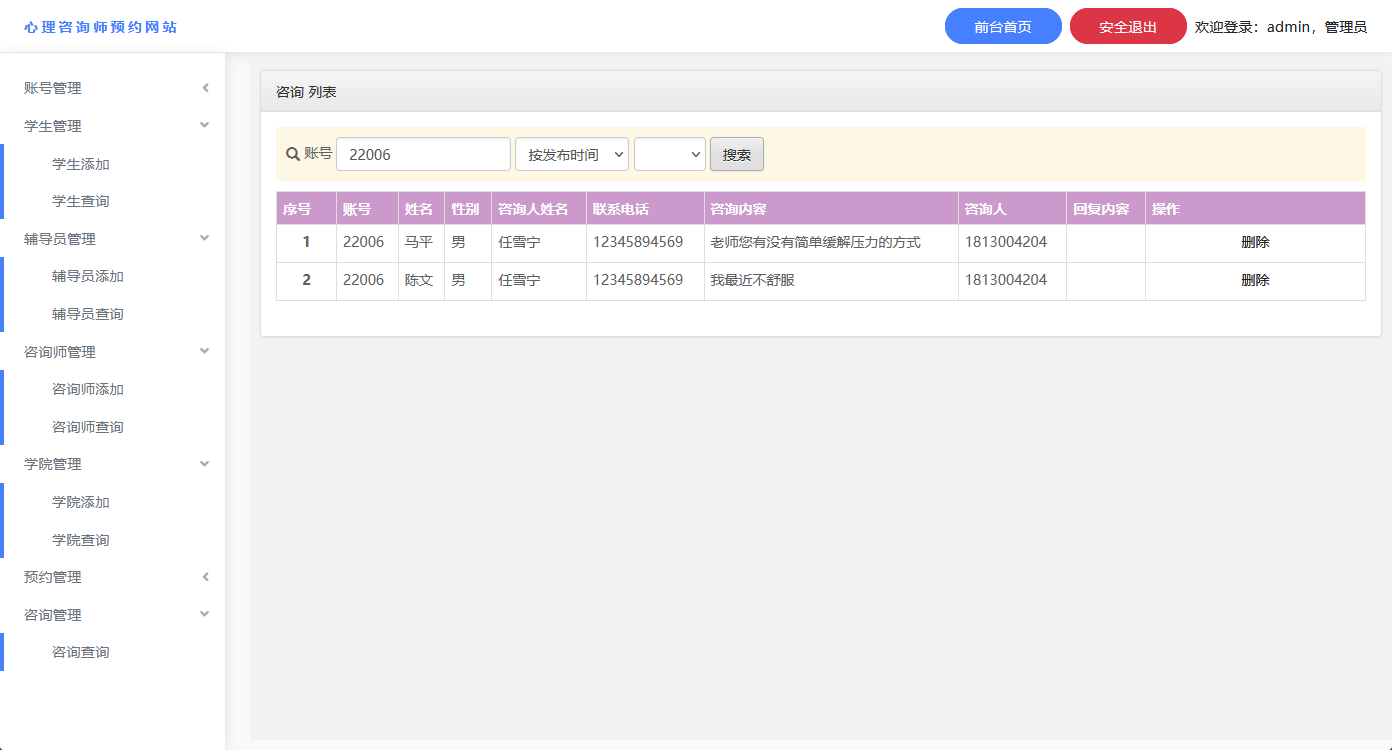 心理咨询师预约网站
前台首页 安全退出 欢迎登录：admin，管理员
账号管理
学生管理
学生添加
学生查询
辅导员管理
辅导员添加
辅导员查询
咨询师管理
咨询师添加
咨询师查询
学院管理
学院添加
学院查询
预约管理
咨询管理
咨询查询
咨询 列表
账号 22006 按发布时间 搜索
序号 账号 姓名 性别 咨询人姓名 联系电话 咨询内容 咨询人 回复内容 操作
1 22006 马平 男 任雪宁 12345894569 老师您有没有简单缓解压力的方式 1813004204 删除
2 22006 陈文 男 任雪宁 12345894569 我最近不舒服 1813004204 删除